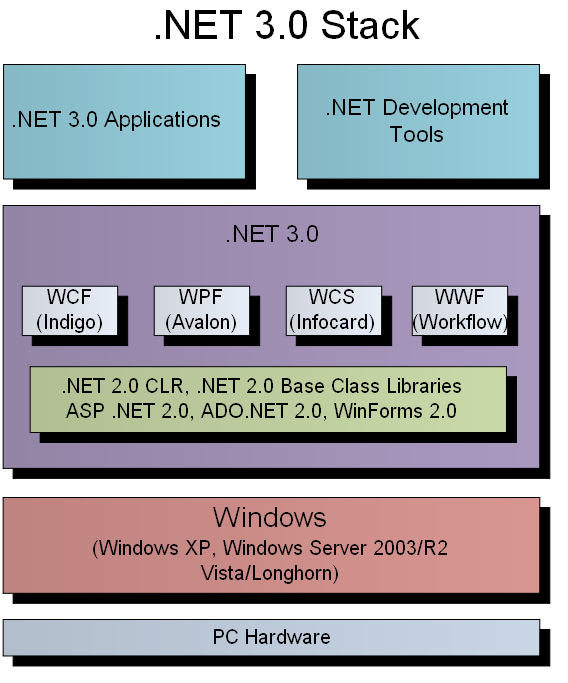 .NET 3.0 Stack
.NET 3.0 Applications
.NET Development
Tools
.NET 3.0
WCF
(Indigo)
WPF
(Avalon)
WCS
(Infocard)
WWF
(Workflow)
.NET 2.0 CLR, .NET 2.0 Base Class Libraries
ASP .NET 2.0, ADO.NET 2.0, WinForms 2.0
Windows
(Windows XP, Windows Server 2003/R2
Vista/Longhorn)
PC Hardware